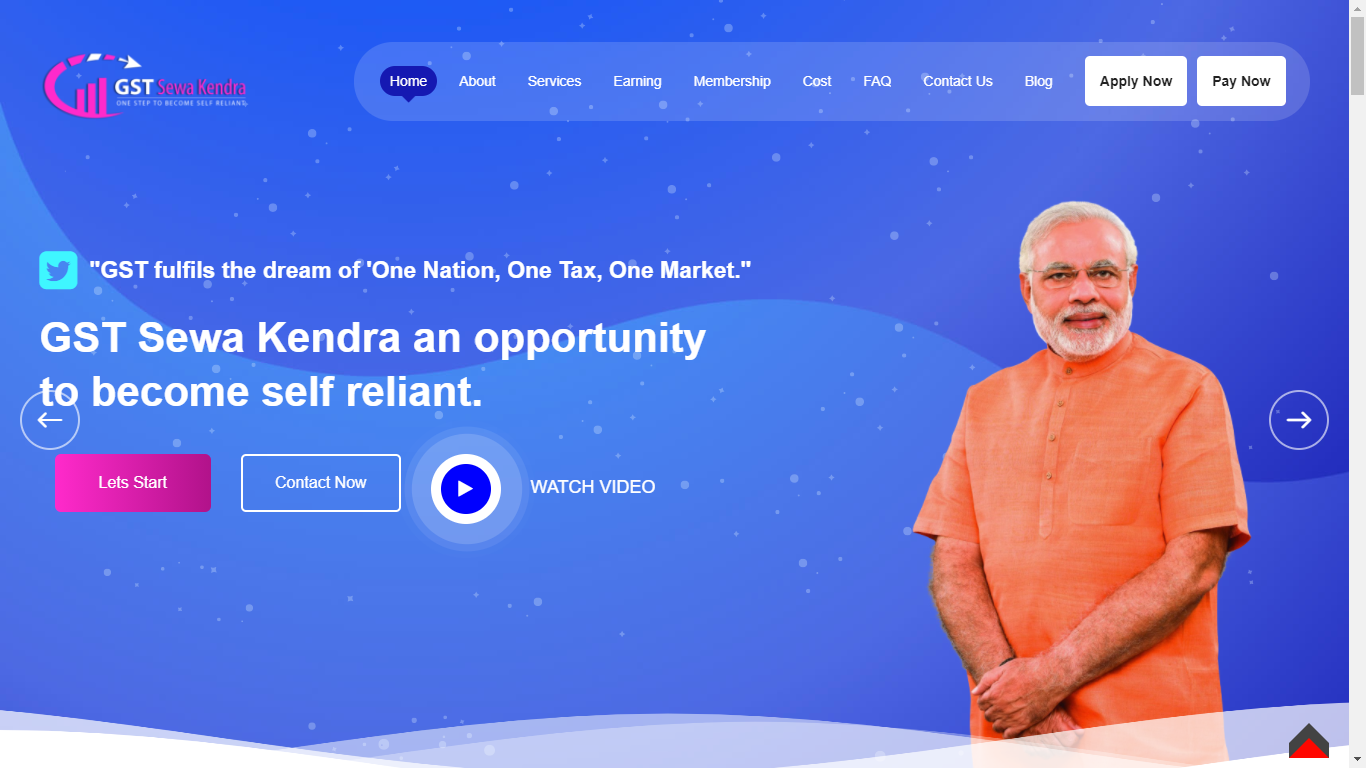 GST Sewa Kendra
ONE STEP TO BECOME SELF RELIANT
Home About Services Earning Membership Cost FAQ Contact Us Blog Apply Now Pay Now
"GST fulfils the dream of 'One Nation, One Tax, One Market."
GST Sewa Kendra an opportunity
to become self reliant.
Lets Start Contact Now WATCH VIDEO